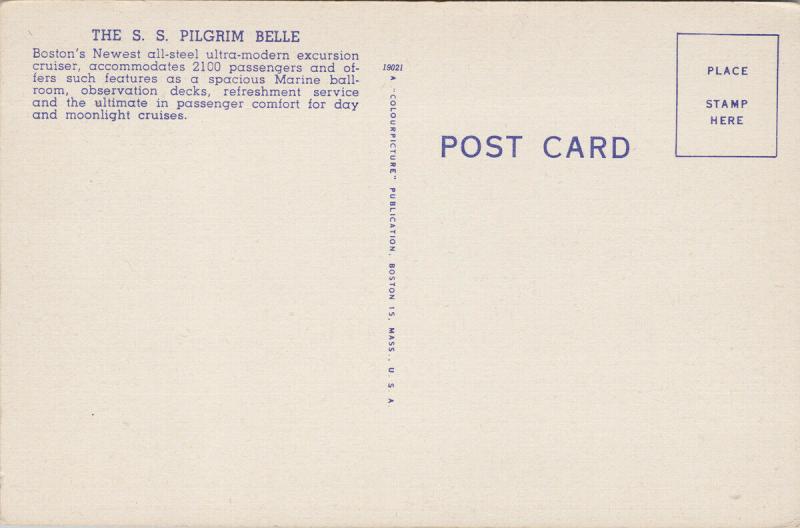 THE S. S. PILGRIM BELLE
Boston's Newest all-steel ultra-modern excursion
cruiser, accommodates 2100 passengers and of-
fers such features as a spacious Marine ball-
room, observation decks, refreshment service
and the ultimate in passenger comfort for day
and moonlight cruises.
19021
A "COLOURPICTURE" PUBLICATION, BOSTON 15, MASS., U. S. A.
POST CARD
PLACE
STAMP
HERE